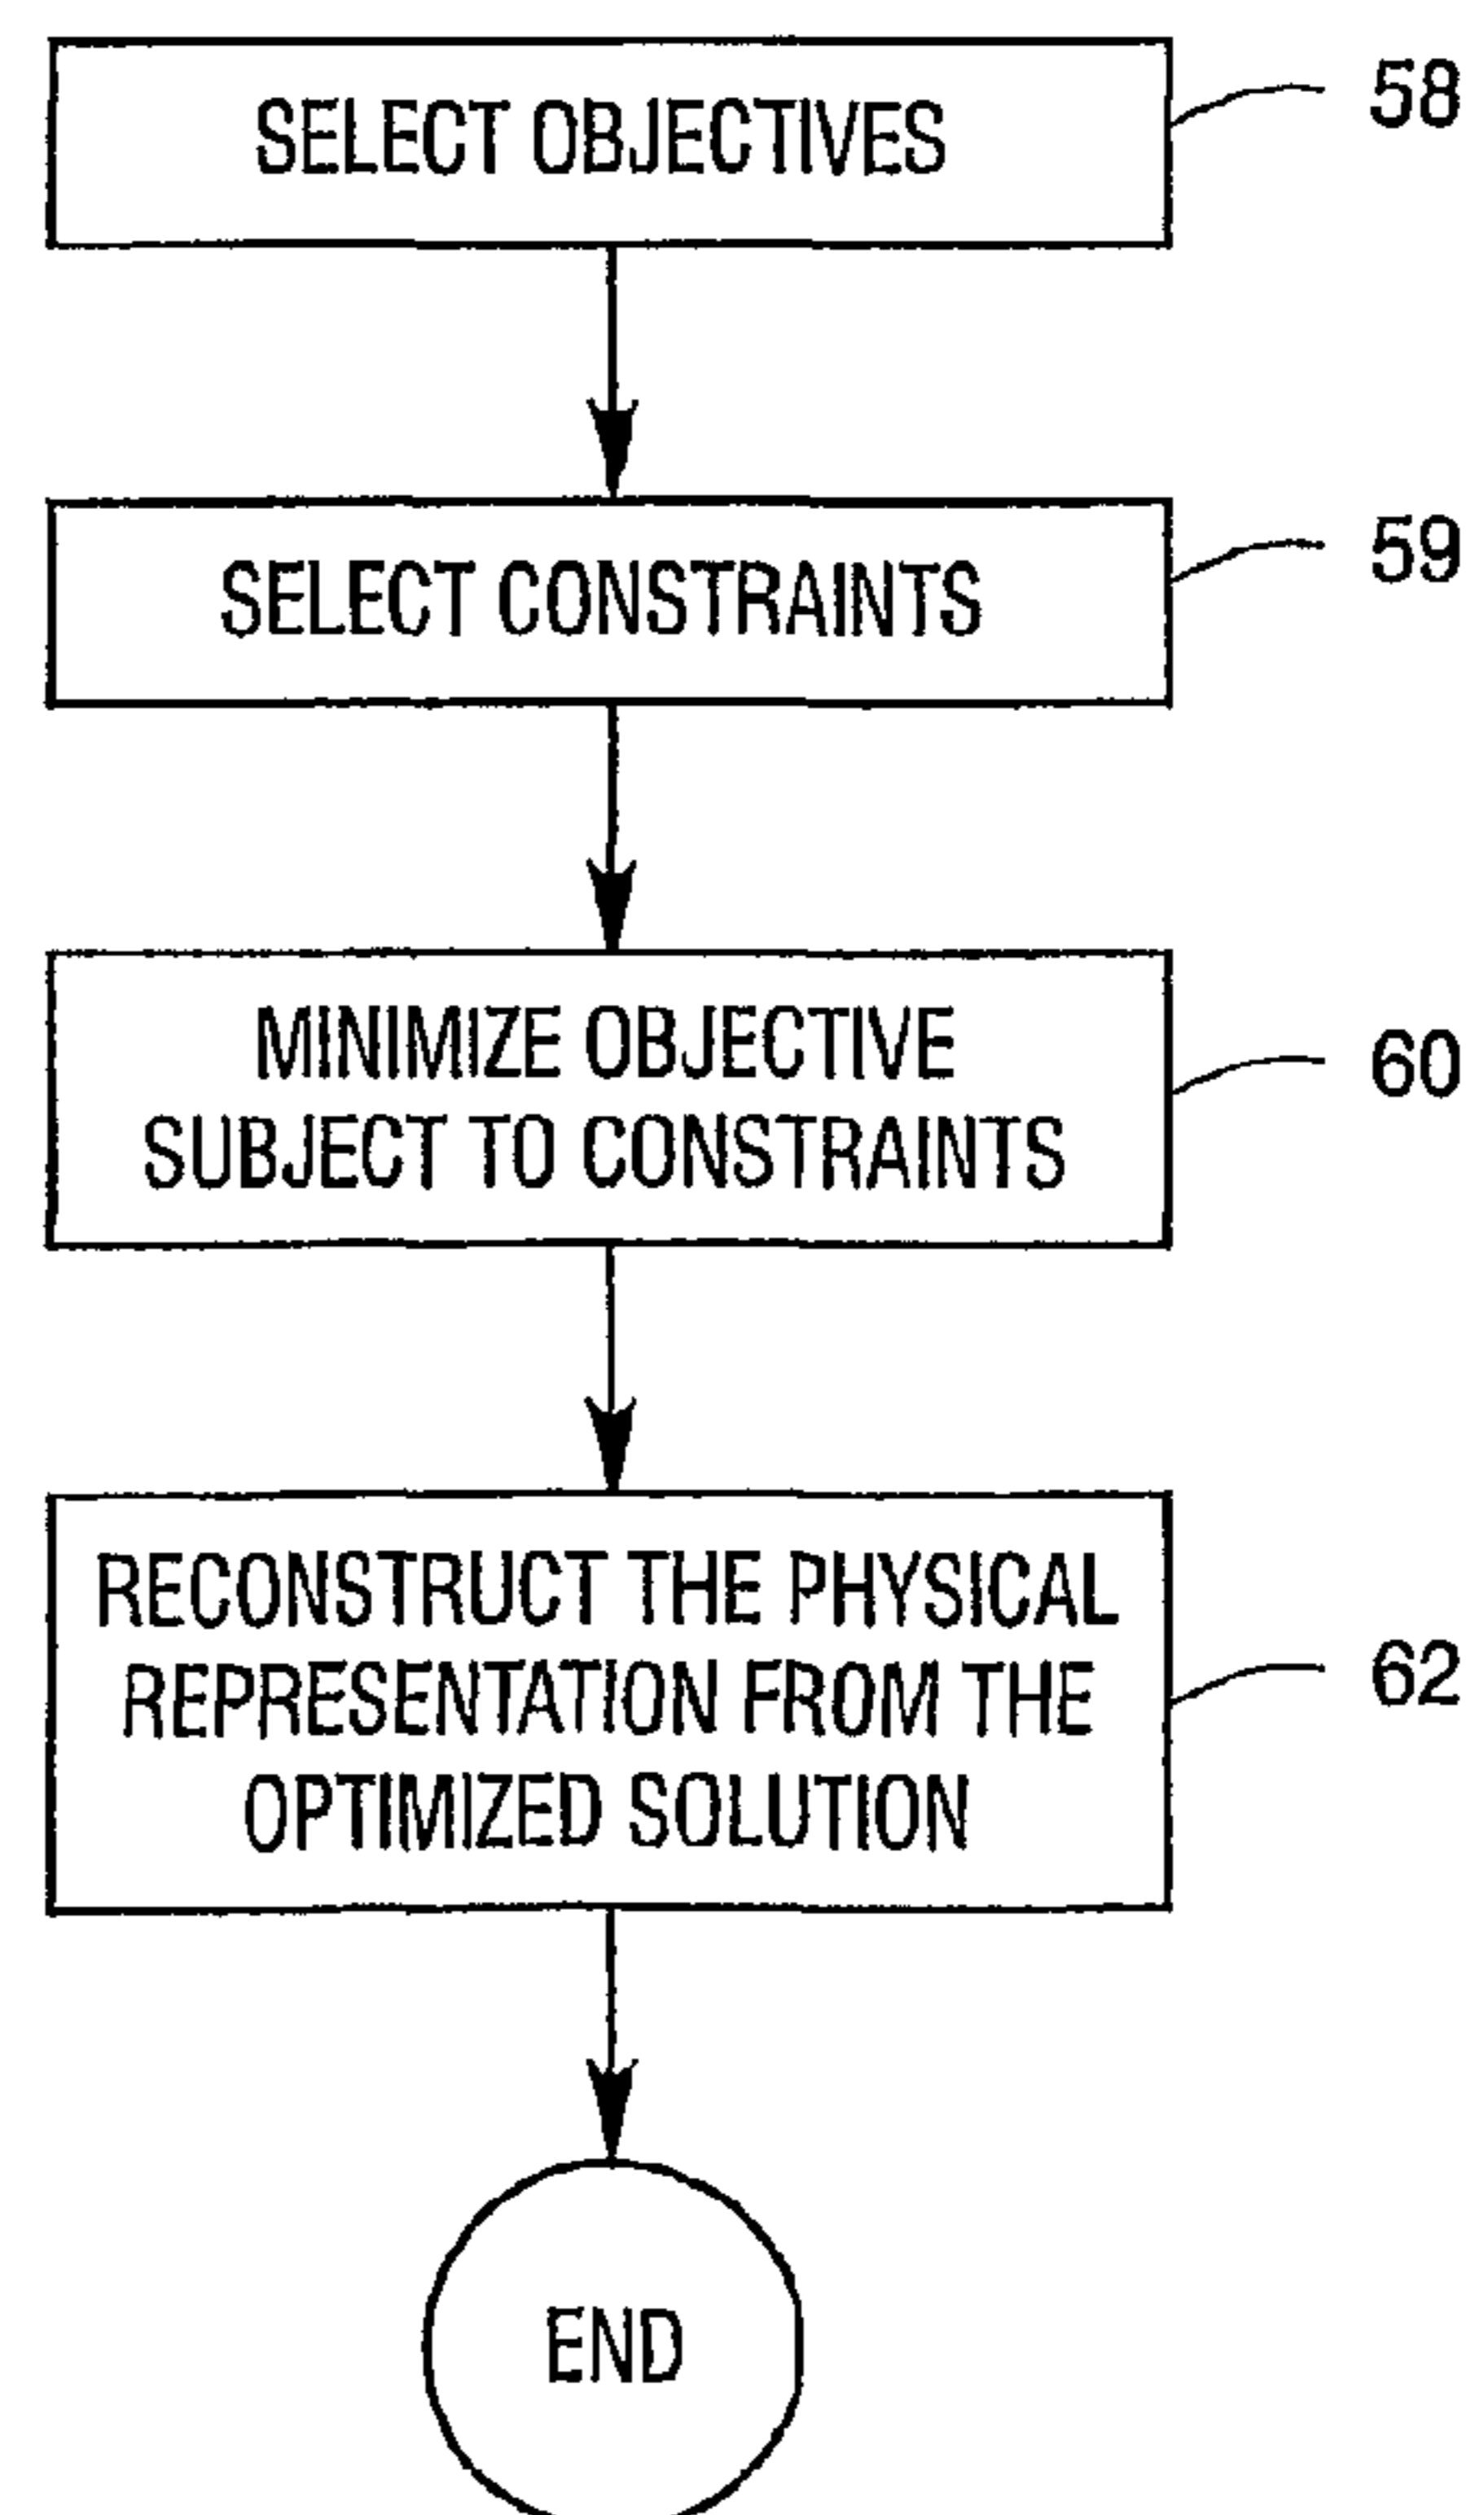 SELECT OBJECTIVES
58
SELECT CONSTRAINTS
59
MINIMIZE OBJECTIVE
SUBJECT TO CONSTRAINTS
60
RECONSTRUCT THE PHYSICAL
REPRESENTATION FROM THE
OPTIMIZED SOLUTION
62
END